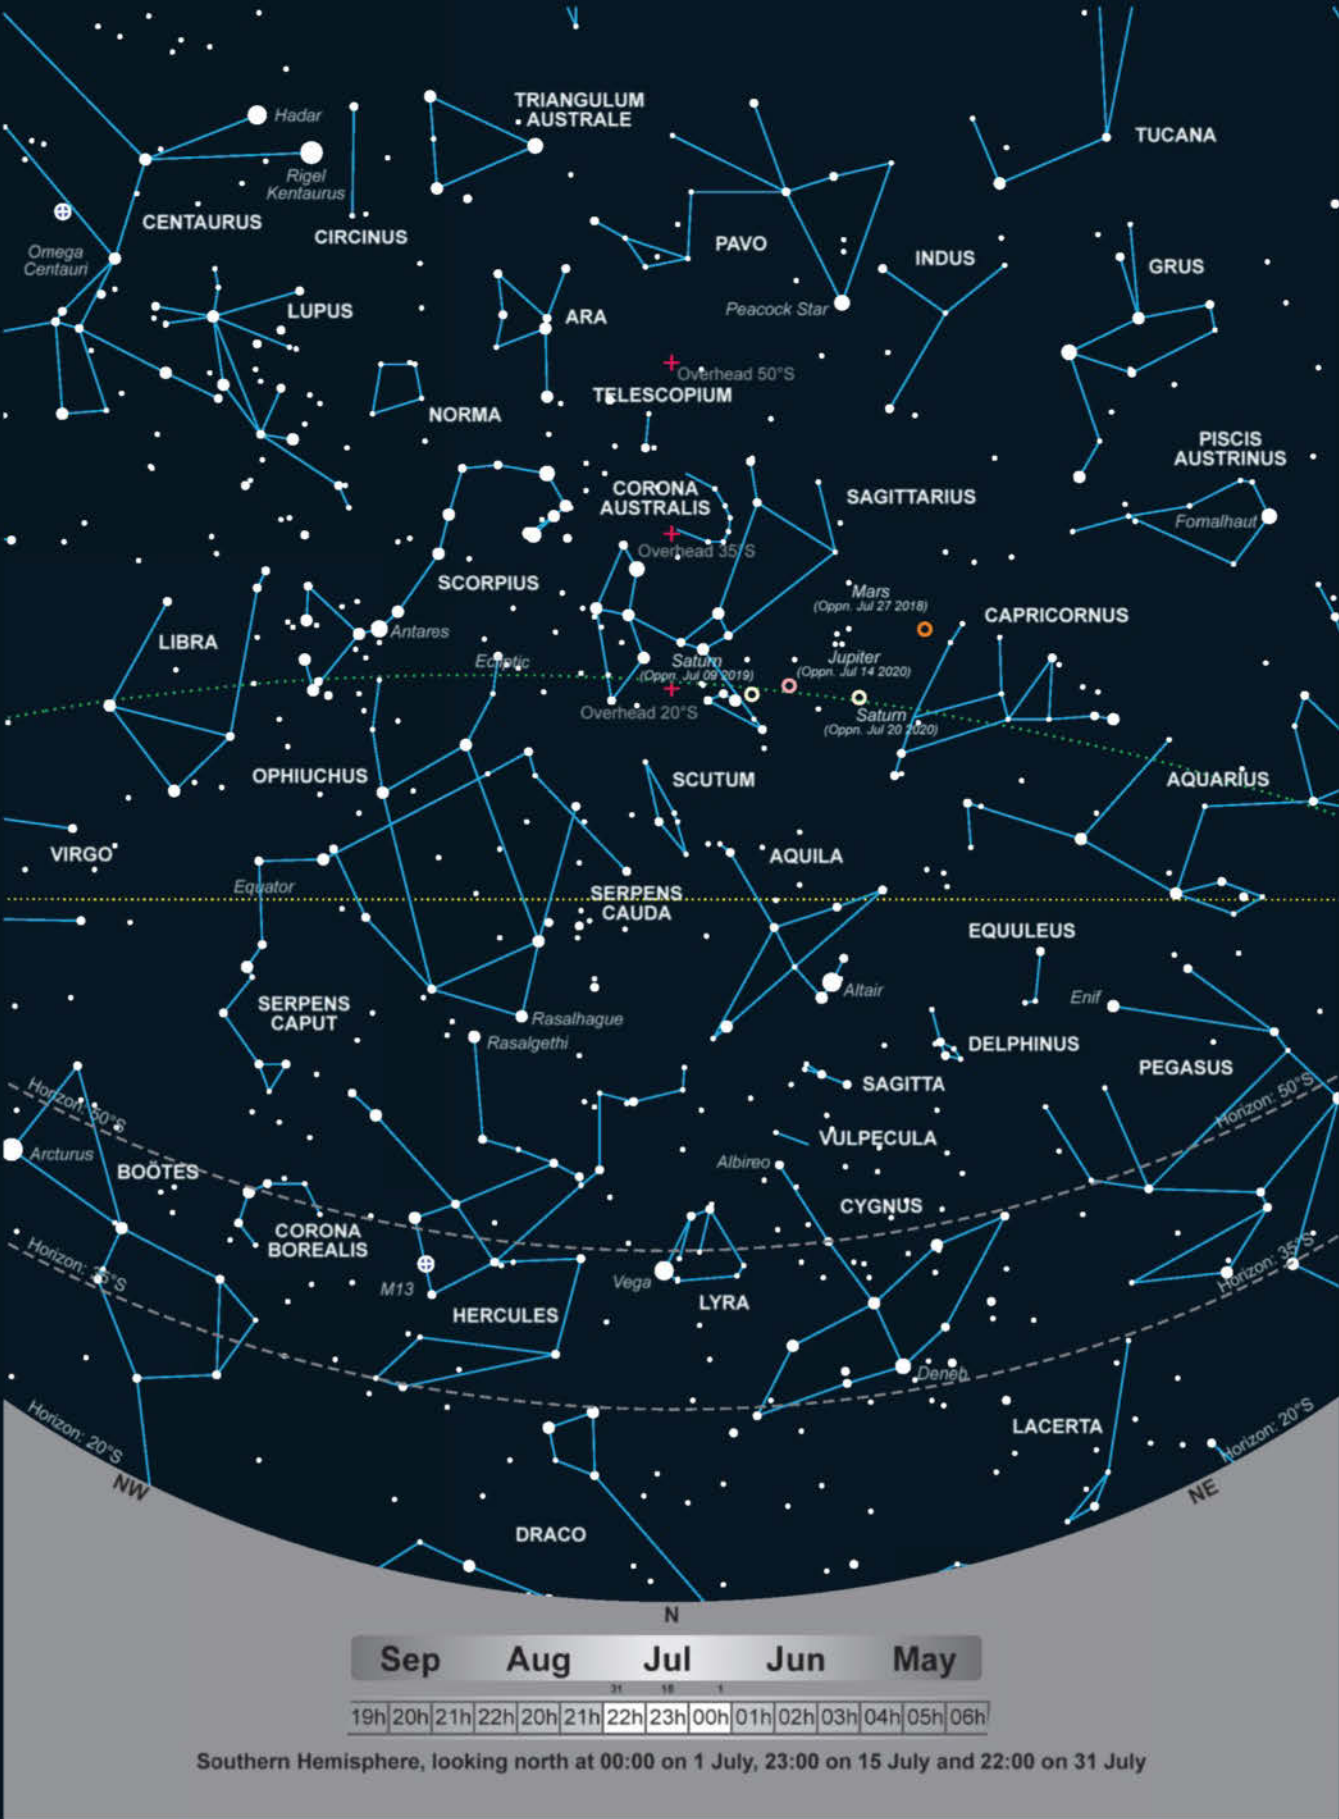 TRIANGULUM
AUSTRALE
Hadar
TUCANA
Rigel
Kentaurus
CENTAURUS
CIRCINUS
PAVO
Omega
Centauri
INDUS
GRUS
LUPUS
ARA
Peacock Star
Overhead 50°S
TELESCOPIUM
NORMA
PISCIS
AUSTRINUS
CORONA
AUSTRALIS
SAGITTARIUS
Fomalhaut
Overhead 35°S
SCORPIUS
Mars
(Oppn. Jul 27 2018)
CAPRICORNUS
Antares
LIBRA
Ecliptic
Saturn
(Oppn. Jul 09 2019)
Jupiter
(Oppn. Jul 14 2020)
Overhead 20°S
Saturn
(Oppn. Jul 20 2020)
OPHIUCHUS
SCUTUM
AQUARIUS
VIRGO
AQUILA
Equator
SERPENS
CAUDA
EQUULEUS
Altair
Enif
SERPENS
CAPUT
Rasalhague
Rasalgethi
DELPHINUS
PEGASUS
SAGITTA
Horizon: 50°S
Horizon: 50°S
VULPECULA
Arcturus
BOÖTES
Albireo
CYGNUS
CORONA
BOREALIS
Horizon: 35°S
Horizon: 35°S
M13
Vega
LYRA
HERCULES
Deneb
LACERTA
Horizon: 20°S
Horizon: 20°S
NW
NE
DRACO
N
Sep Aug Jul Jun May
31 15 1
19h 20h 21h 22h 20h 21h 22h 23h 00h 01h 02h 03h 04h 05h 06h
Southern Hemisphere, looking north at 00:00 on 1 July, 23:00 on 15 July and 22:00 on 31 July